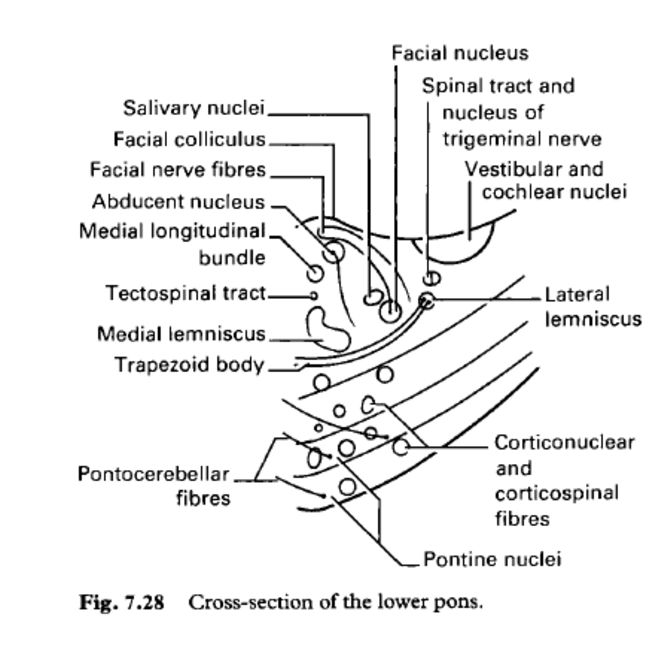 Facial nucleus
Spinal tract and
nucleus of
trigeminal nerve
Vestibular and
cochlear nuclei
Salivary nuclei
Facial colliculus
Facial nerve fibres
Abducent nucleus
Medial longitudinal
bundle
Tectospinal tract
Medial lemniscus
Trapezoid body
Lateral
lemniscus
Pontocerebellar
fibres
Corticonuclear
and
corticospinal
fibres
Pontine nuclei
Fig. 7.28 Cross-section of the lower pons.